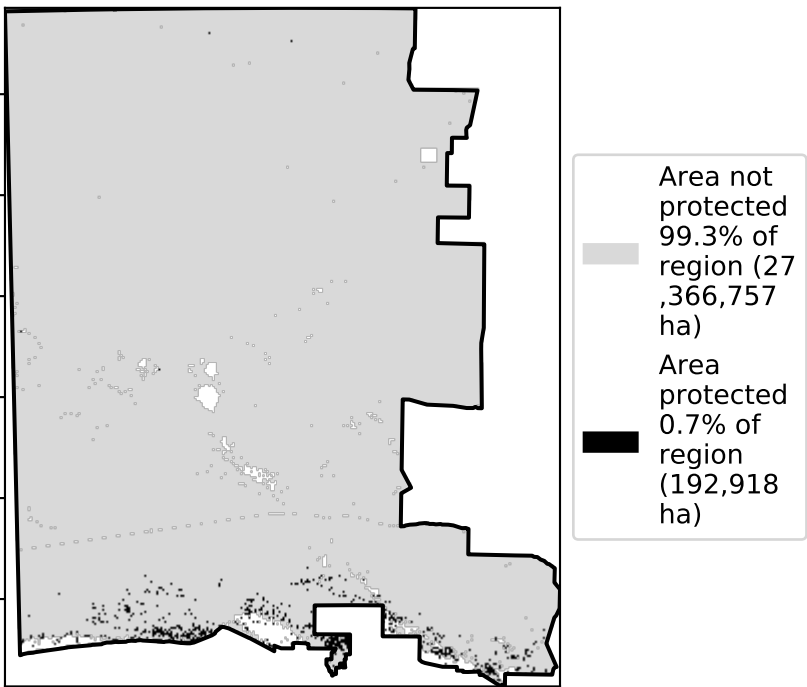 Area not
protected
99.3% of
region (27
,366,757
ha)
Area
protected
0.7% of
region
(192,918
ha)